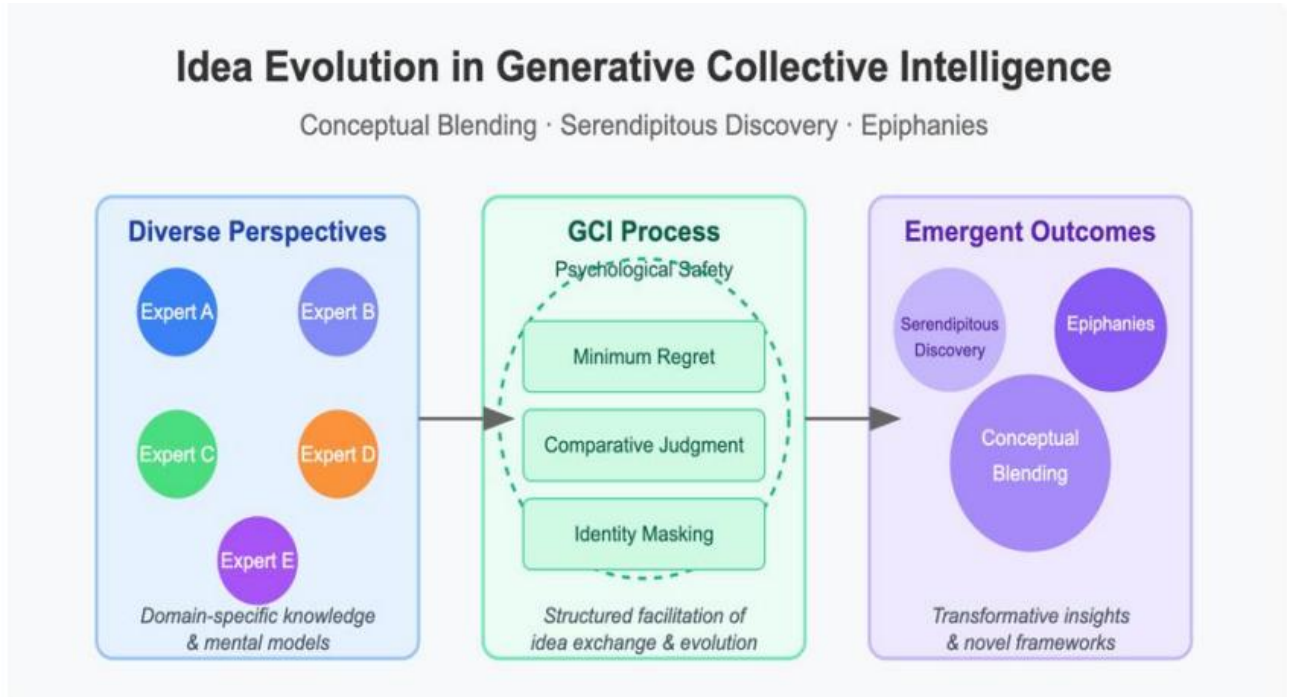 Idea Evolution in Generative Collective Intelligence
Conceptual Blending · Serendipitous Discovery · Epiphanies
Diverse Perspectives
Expert A
Expert B
Expert C
Expert D
Expert E
Domain-specific knowledge
& mental models
GCI Process
Psychological Safety
Minimum Regret
Comparative Judgment
Identity Masking
Structured facilitation of
idea exchange & evolution
Emergent Outcomes
Serendipitous
Discovery
Epiphanies
Conceptual
Blending
Transformative insights
& novel frameworks